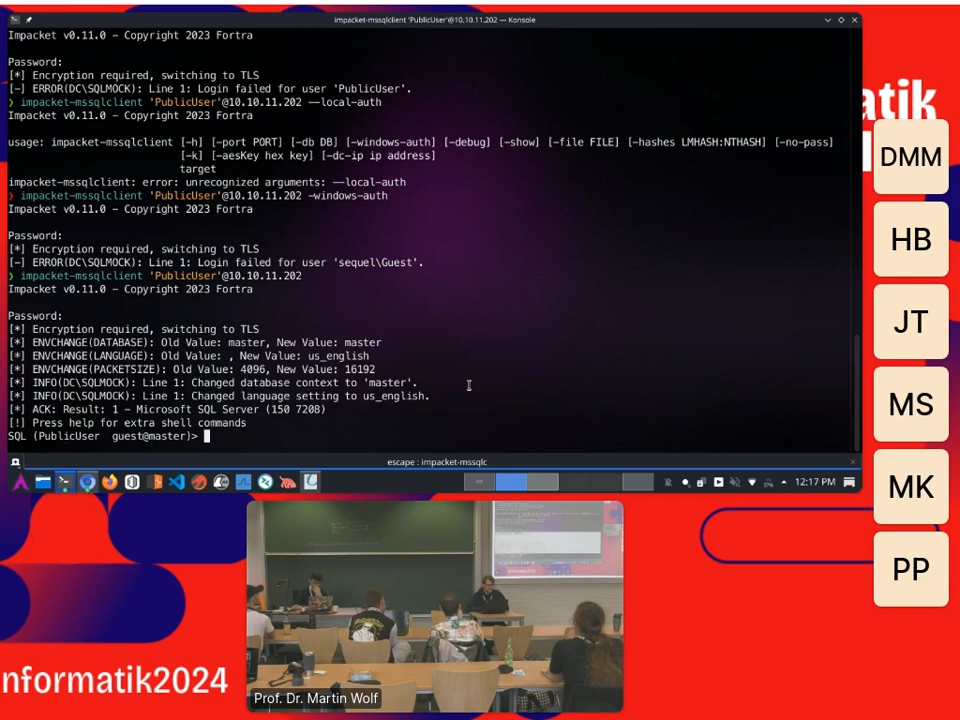 impacket-mssqlclient 'PublicUser'@10.10.11.202 — Konsole
Impacket v0.11.0 - Copyright 2023 Fortra
Password:
[*] Encryption required, switching to TLS
[-] ERROR(DC\SQLMOCK): Line 1: Login failed for user 'PublicUser'.
❯ impacket-mssqlclient 'PublicUser'@10.10.11.202 --local-auth
Impacket v0.11.0 - Copyright 2023 Fortra
usage: impacket-mssqlclient [-h] [-port PORT] [-db DB] [-windows-auth] [-debug] [-show] [-file FILE] [-hashes LMHASH:NTHASH] [-no-pass]
[-k] [-aesKey hex key] [-dc-ip ip address]
target
impacket-mssqlclient: error: unrecognized arguments: --local-auth
❯ impacket-mssqlclient 'PublicUser'@10.10.11.202 -windows-auth
Impacket v0.11.0 - Copyright 2023 Fortra
Password:
[*] Encryption required, switching to TLS
[-] ERROR(DC\SQLMOCK): Line 1: Login failed for user 'sequel\Guest'.
❯ impacket-mssqlclient 'PublicUser'@10.10.11.202
Impacket v0.11.0 - Copyright 2023 Fortra
Password:
[*] Encryption required, switching to TLS
[*] ENVCHANGE(DATABASE): Old Value: master, New Value: master
[*] ENVCHANGE(LANGUAGE): Old Value: , New Value: us_english
[*] ENVCHANGE(PACKETSIZE): Old Value: 4096, New Value: 16192
[*] INFO(DC\SQLMOCK): Line 1: Changed database context to 'master'.
[*] INFO(DC\SQLMOCK): Line 1: Changed language setting to us_english.
[*] ACK: Result: 1 - Microsoft SQL Server (150 7208)
[!] Press help for extra shell commands
SQL (PublicUser  guest@master)>
escape : impacket-mssqlc
12:17 PM
atik
DMM
HB
JT
MS
MK
PP
nformatik2024
Prof. Dr. Martin Wolf